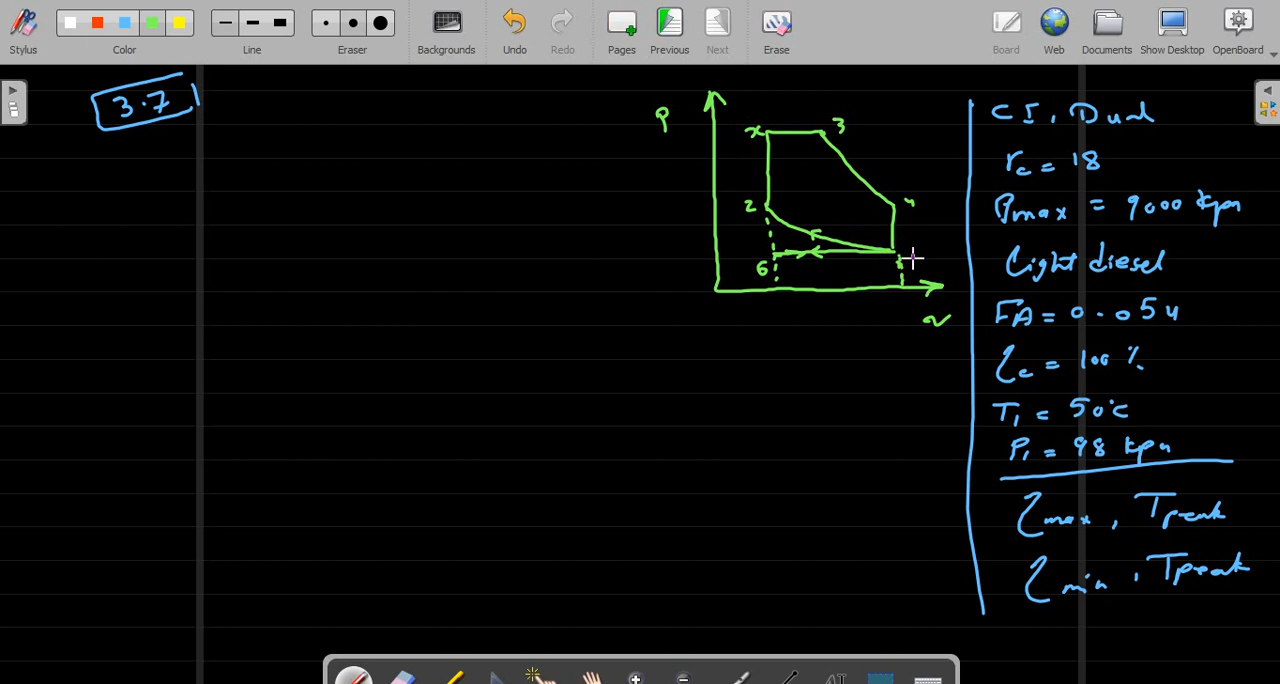 Stylus Color Line Eraser Backgrounds Undo Redo Pages Previous Next Erase Board Web Documents Show Desktop OpenBoard
3.7
P
x 3
2 4
6 1
v
CI, Dual
rc = 18
Pmax = 9000 kpa
light diesel
FA = 0.054
ηc = 100 %
T1 = 50°C
P1 = 98 kpa
ηmax, Tpeak
ηmin, Tpeak